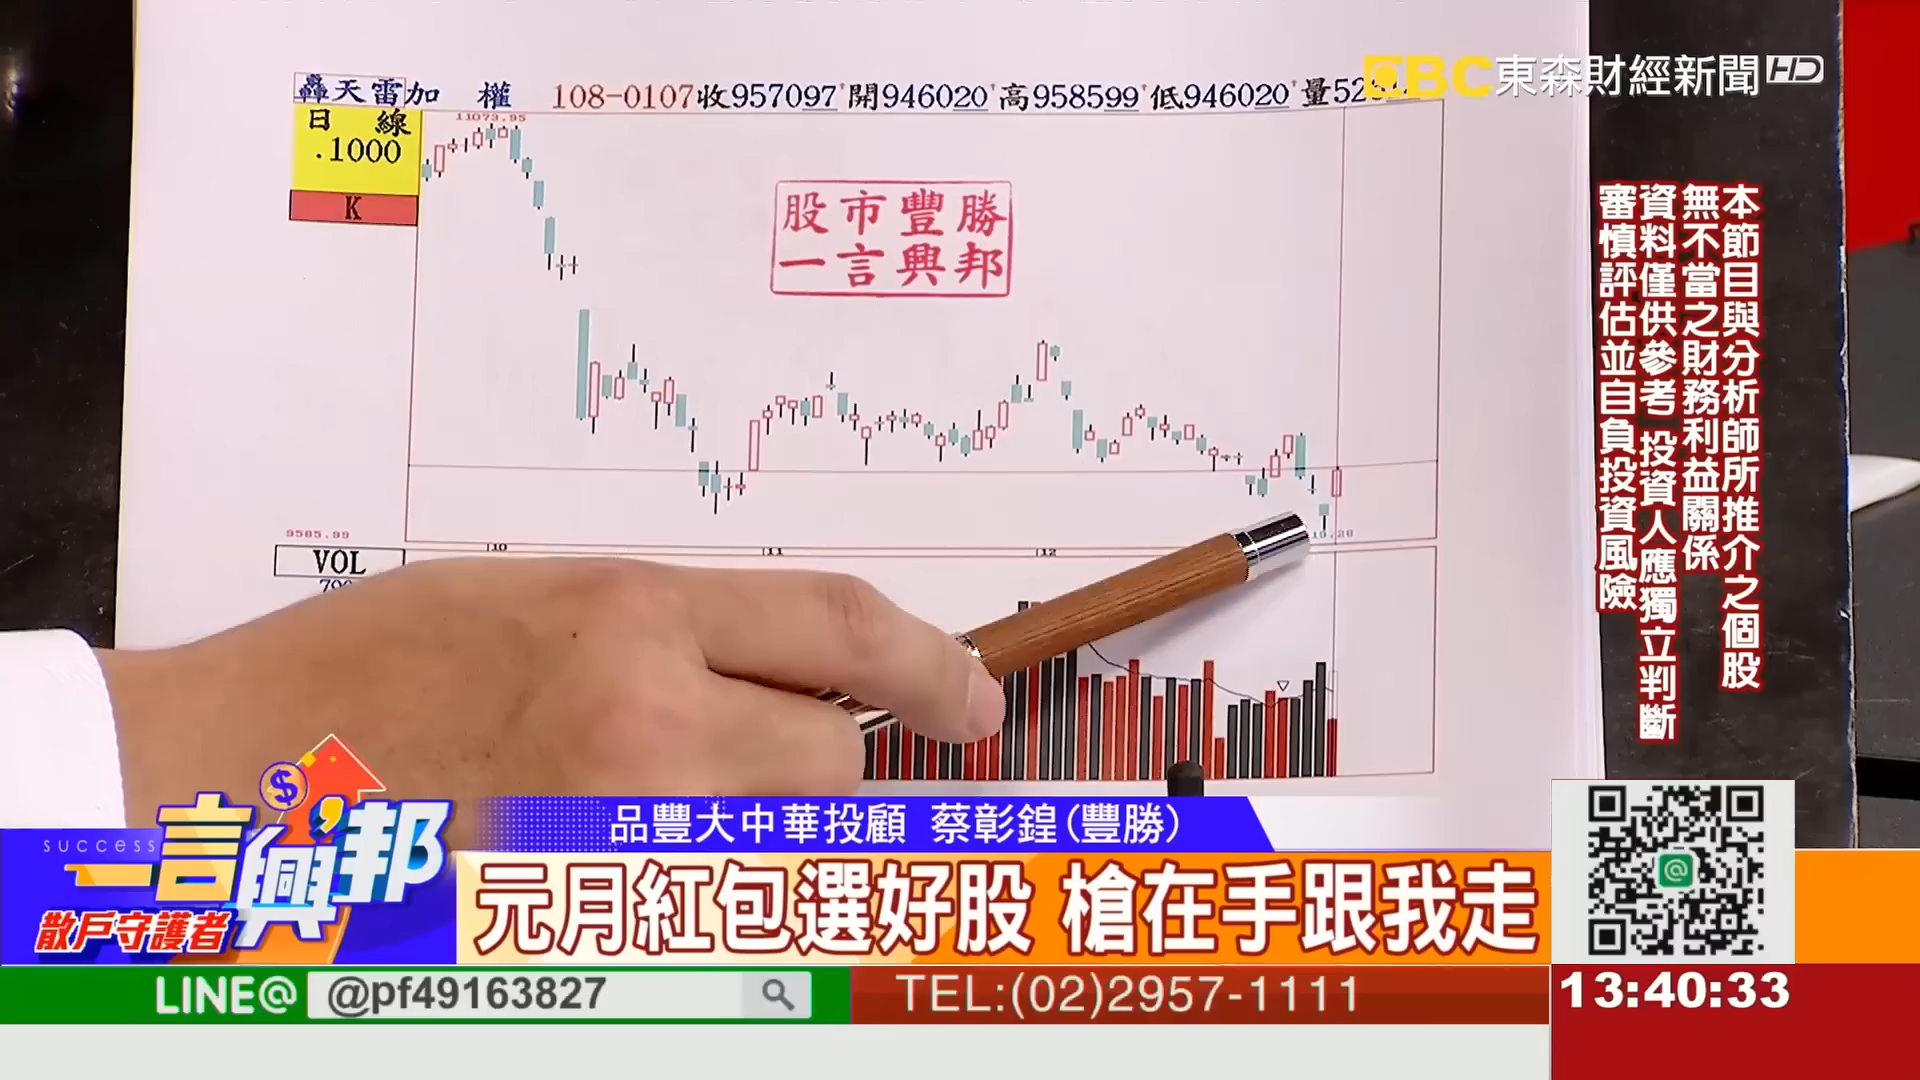 轟天雷加 權 108-0107收957097開946020高958599低946020量52
日 線
.1000
K
11073.95
股市豐勝
一言興邦
9585.99
10
11
12
VOL
EBC東森財經新聞HD
本節目與分析師所推介之個股
無不當之財務利益關係
資料僅供參考 投資人應獨立判斷
審慎評估並自負投資風險
success
一言興邦
散戶守護者
品豐大中華投顧 蔡彰鍠(豐勝)
元月紅包選好股 槍在手跟我走
LINE@ @pf49163827
TEL:(02)2957-1111
13:40:33